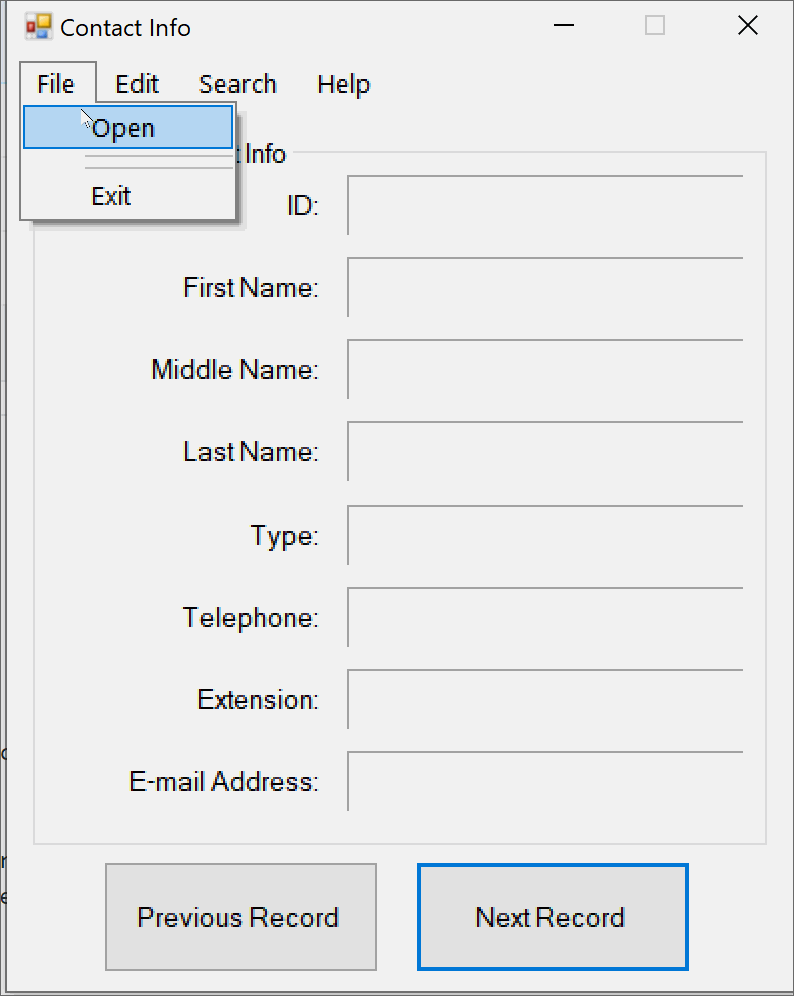 Contact Info
File Edit Search Help
Open
Info
Exit
ID:
First Name:
Middle Name:
Last Name:
Type:
Telephone:
Extension:
E-mail Address:
Previous Record Next Record